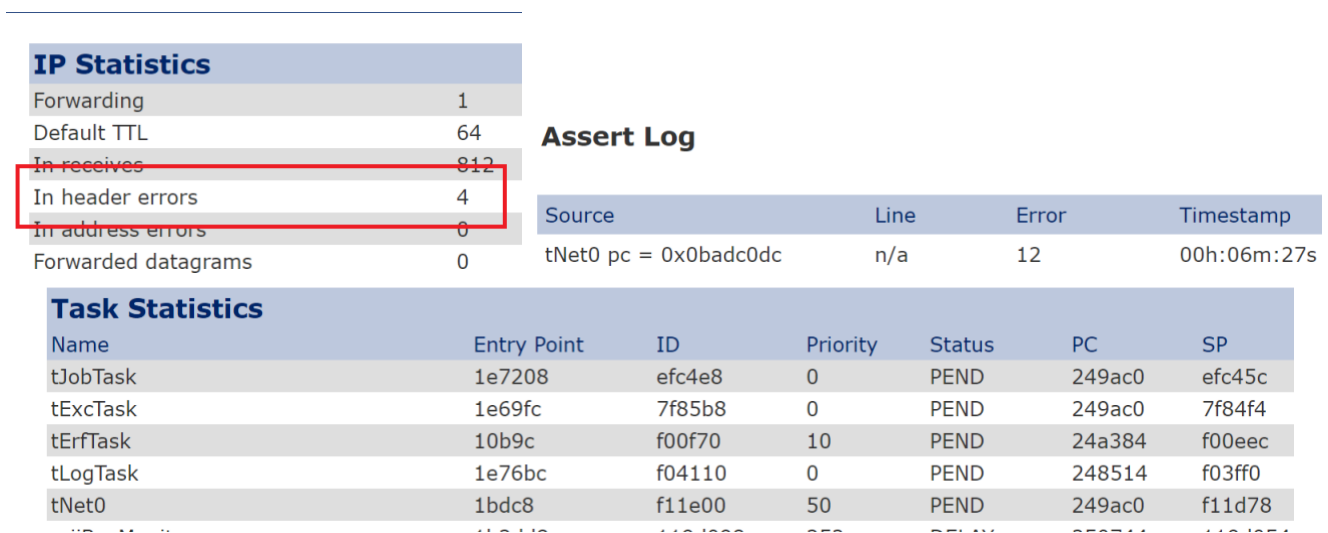 IP Statistics
Forwarding 1
Default TTL 64
In receives 812
In header errors 4
In address errors 0
Forwarded datagrams 0
Assert Log
Source Line Error Timestamp
tNet0 pc = 0x0badc0dc n/a 12 00h:06m:27s
Task Statistics
Name Entry Point ID Priority Status PC SP
tJobTask 1e7208 efc4e8 0 PEND 249ac0 efc45c
tExcTask 1e69fc 7f85b8 0 PEND 249ac0 7f84f4
tErfTask 10b9c f00f70 10 PEND 24a384 f00eec
tLogTask 1e76bc f04110 0 PEND 248514 f03ff0
tNet0 1bdc8 f11e00 50 PEND 249ac0 f11d78